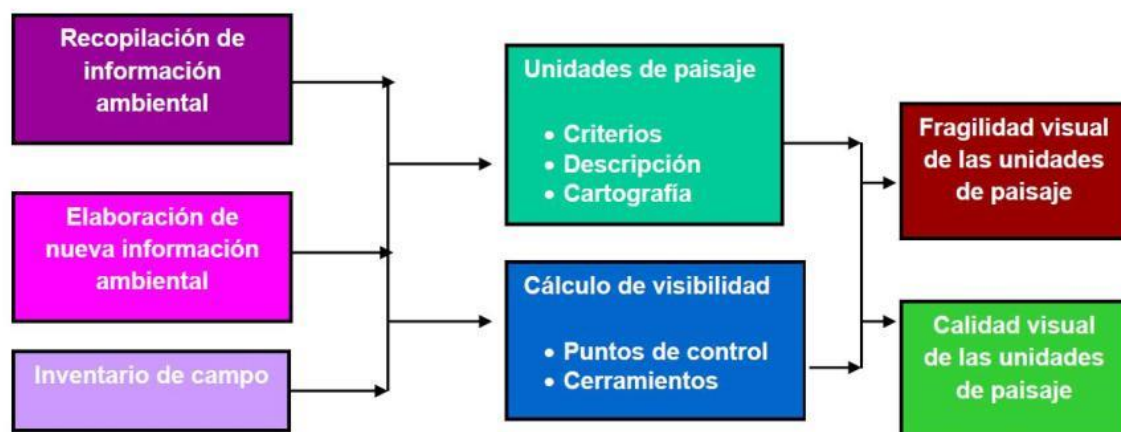 Recopilación de
información
ambiental
Elaboración de
nueva información
ambiental
Inventario de campo
Unidades de paisaje
• Criterios
• Descripción
• Cartografía
Cálculo de visibilidad
• Puntos de control
• Cerramientos
Fragilidad visual
de las unidades
de paisaje
Calidad visual
de las unidades
de paisaje